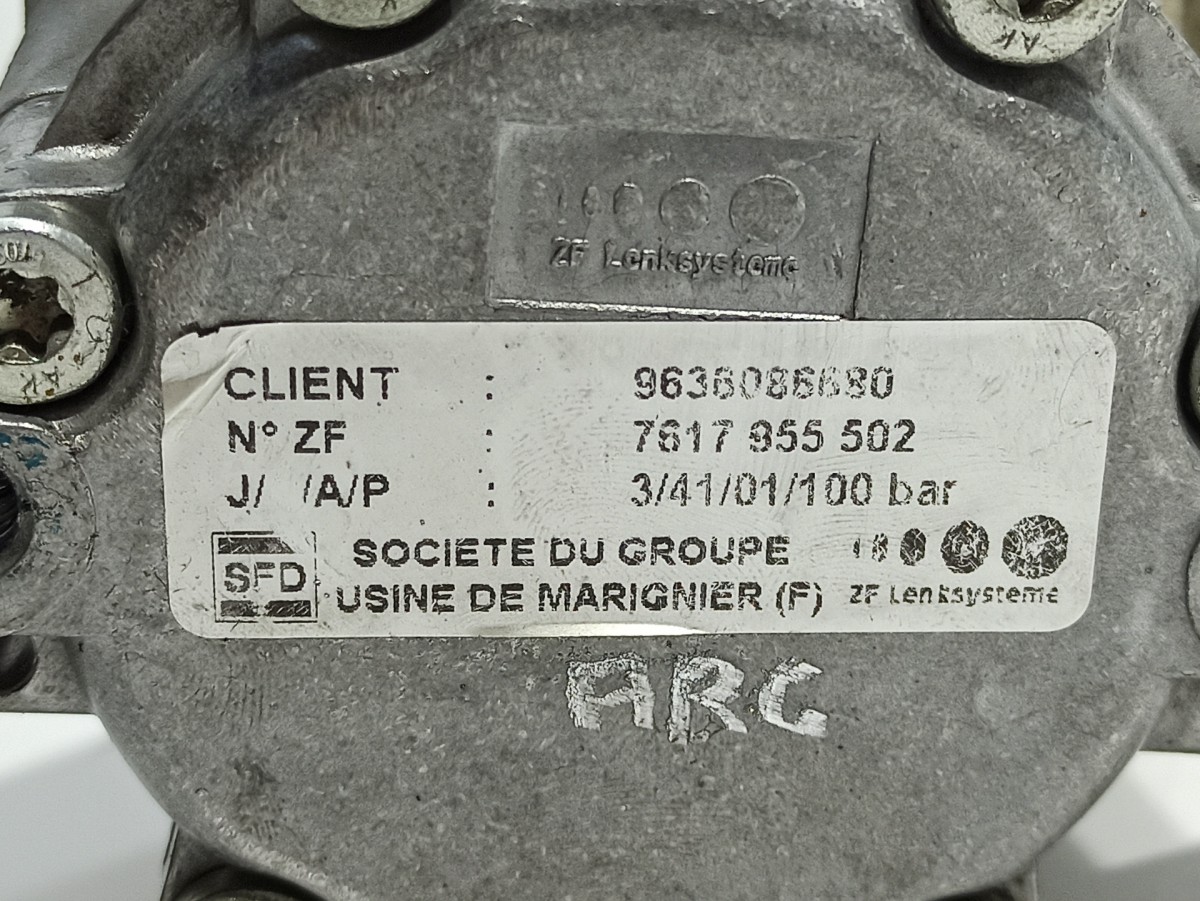 ZF Lenksysteme
CLIENT : 9636086680
N° ZF : 7617 955 502
J/ /A/P : 3/41/01/100 bar
SFD
SOCIETE DU GROUPE
USINE DE MARIGNIER (F)
ZF Lenksysteme
ARC